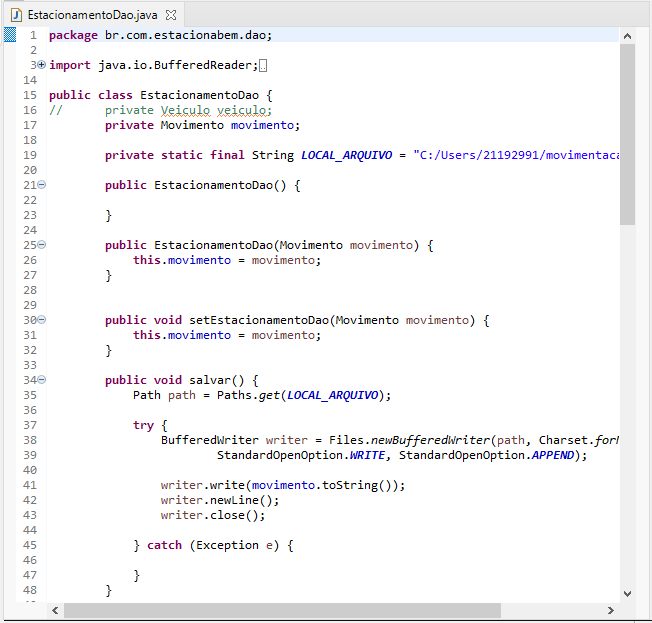 EstacionamentoDao.java
1 package br.com.estacionabem.dao;
2
3 import java.io.BufferedReader;
14
15 public class EstacionamentoDao {
16 // private Veiculo veiculo;
17 private Movimento movimento;
18
19 private static final String LOCAL_ARQUIVO = "C:/Users/21192991/movimentaca
20
21 public EstacionamentoDao() {
22
23 }
24
25 public EstacionamentoDao(Movimento movimento) {
26 this.movimento = movimento;
27 }
28
29
30 public void setEstacionamentoDao(Movimento movimento) {
31 this.movimento = movimento;
32 }
33
34 public void salvar() {
35 Path path = Paths.get(LOCAL_ARQUIVO);
36
37 try {
38 BufferedWriter writer = Files.newBufferedWriter(path, Charset.for
39 StandardOpenOption.WRITE, StandardOpenOption.APPEND);
40
41 writer.write(movimento.toString());
42 writer.newLine();
43 writer.close();
44
45 } catch (Exception e) {
46
47 }
48 }